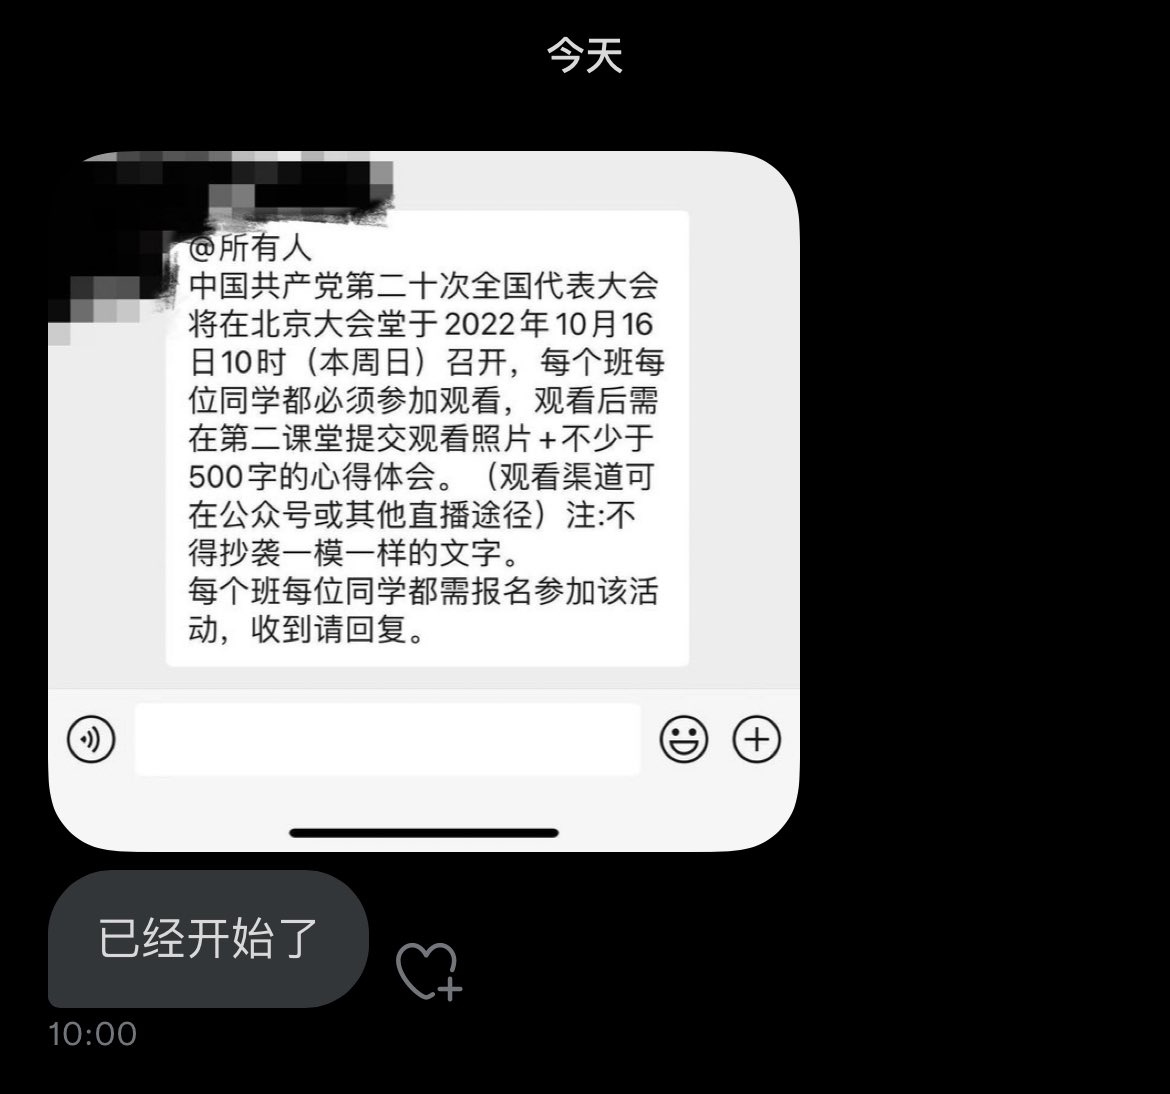 今天
@所有人
中国共产党第二十次全国代表大会
将在北京大会堂于2022年10月16
日10时（本周日）召开，每个班每
位同学都必须参加观看，观看后需
在第二课堂提交观看照片+不少于
500字的心得体会。（观看渠道可
在公众号或其他直播途径）注:不
得抄袭一模一样的文字。
每个班每位同学都需报名参加该活
动，收到请回复。
已经开始了
10:00